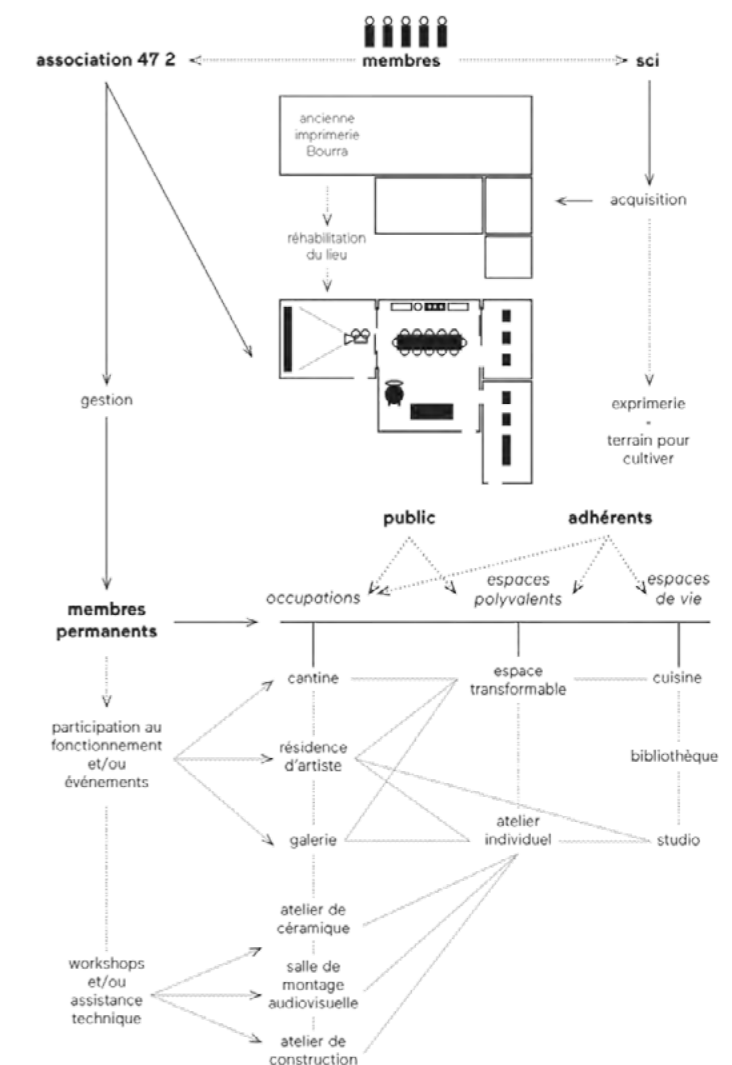 association 47 2
membres
sci
ancienne
imprimerie
Bourra
acquisition
réhabilitation
du lieu
gestion
exprimerie
-
terrain pour
cultiver
public
adhérents
occupations
espaces
polyvalents
espaces
de vie
membres
permanents
cantine
espace
transformable
cuisine
participation au
fonctionnement
et/ou
événements
résidence
d'artiste
bibliothèque
galerie
atelier
individuel
studio
atelier de
céramique
workshops
et/ou
assistance
technique
salle de
montage
audiovisuelle
atelier de
construction